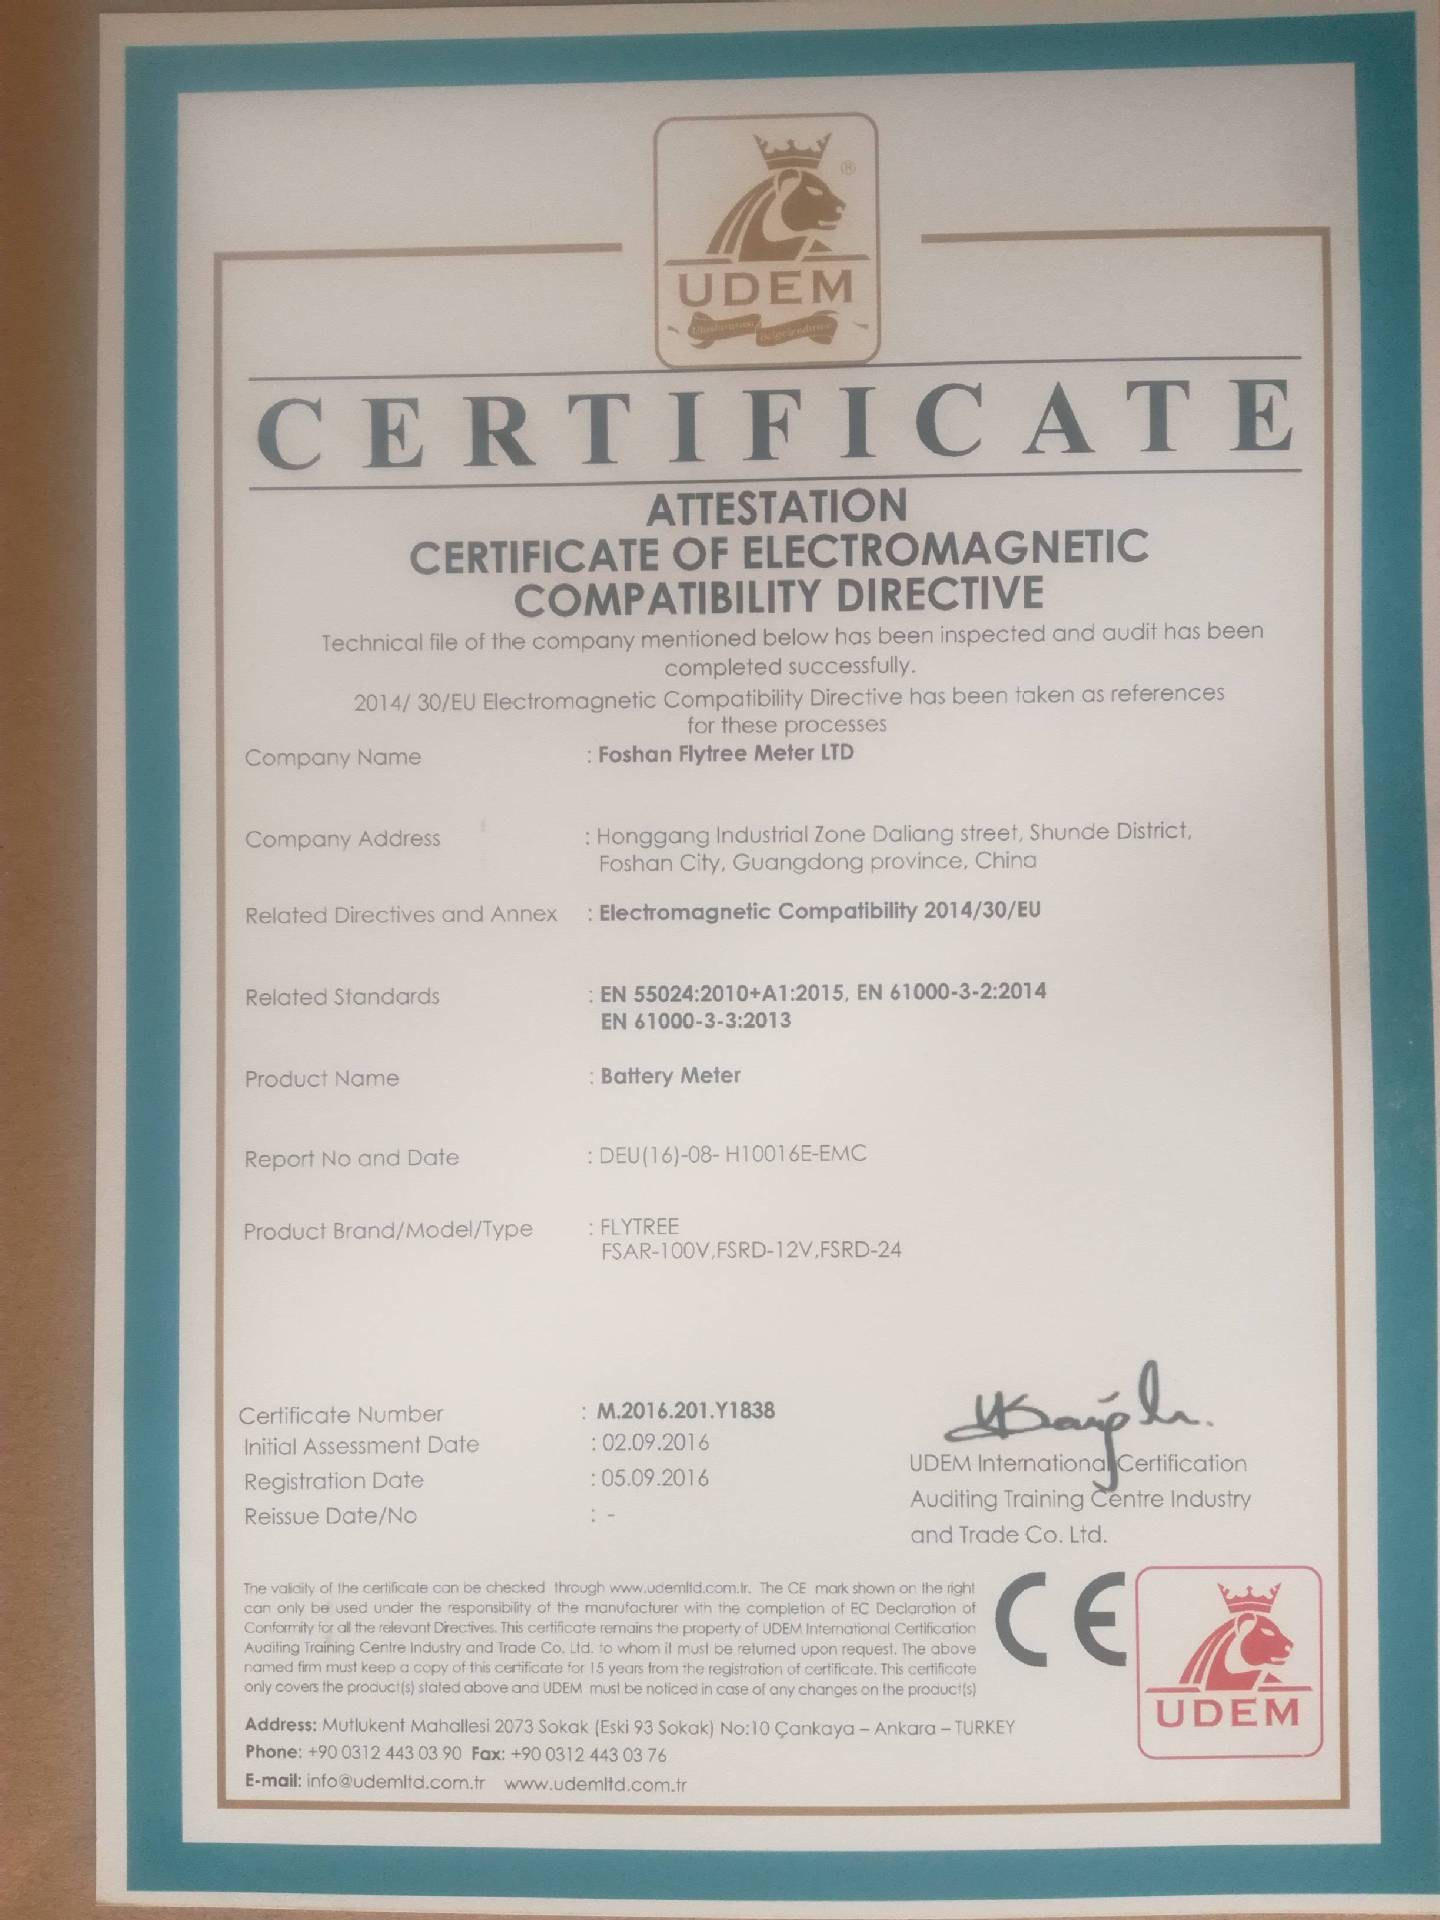 ®
UDEM
Uluslararası Belgelendirme
CERTIFICATE
ATTESTATION
CERTIFICATE OF ELECTROMAGNETIC
COMPATIBILITY DIRECTIVE
Technical file of the company mentioned below has been inspected and audit has been
completed successfully.
2014/ 30/EU Electromagnetic Compatibility Directive has been taken as references
for these processes
Company Name : Foshan Flytree Meter LTD
Company Address : Honggang Industrial Zone Daliang street, Shunde District,
Foshan City, Guangdong province, China
Related Directives and Annex : Electromagnetic Compatibility 2014/30/EU
Related Standards : EN 55024:2010+A1:2015, EN 61000-3-2:2014
EN 61000-3-3:2013
Product Name : Battery Meter
Report No and Date : DEU(16)-08- H10016E-EMC
Product Brand/Model/Type : FLYTREE
FSAR-100V,FSRD-12V,FSRD-24
Certificate Number : M.2016.201.Y1838
Initial Assessment Date : 02.09.2016
Registration Date : 05.09.2016
Reissue Date/No : -
UDEM International Certification
Auditing Training Centre Industry
and Trade Co. Ltd.
The validity of the certificate can be checked through www.udemltd.com.tr. The CE mark shown on the right
can only be used under the responsibility of the manufacturer with the completion of EC Declaration of
Conformity for all the relevant Directives. This certificate remains the property of UDEM International Certification
Auditing Training Centre Industry and Trade Co. Ltd. to whom it must be returned upon request. The above
named firm must keep a copy of this certificate for 15 years from the registration of certificate. This certificate
only covers the product(s) stated above and UDEM must be noticed in case of any changes on the product(s)
CE
UDEM
Address: Mutlukent Mahallesi 2073 Sokak (Eski 93 Sokak) No:10 Çankaya – Ankara – TURKEY
Phone: +90 0312 443 03 90 Fax: +90 0312 443 03 76
E-mail: info@udemltd.com.tr www.udemltd.com.tr